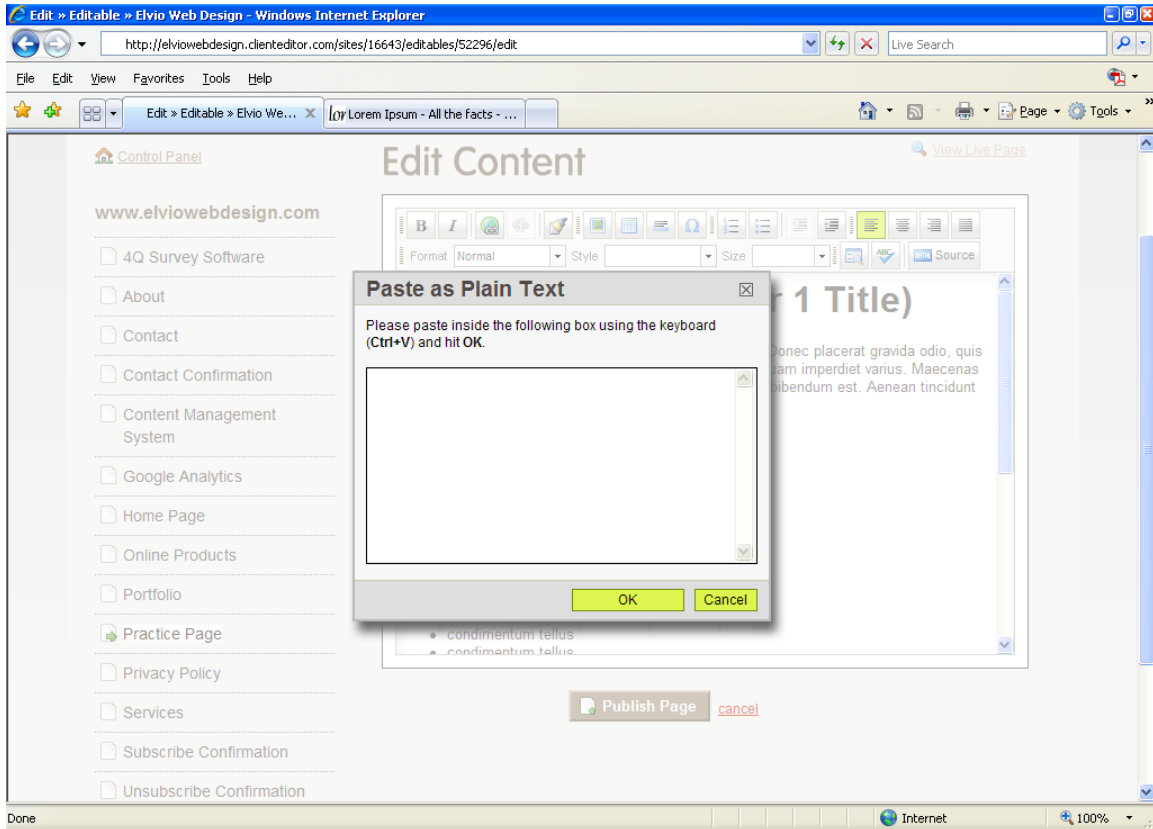 Edit » Editable » Elvio Web Design - Windows Internet Explorer
http://elviowebdesign.clienteditor.com/sites/16643/editables/52296/edit
Live Search
File Edit View Favorites Tools Help
Edit » Editable » Elvio We... X
Lorem Ipsum - All the facts - ...
Page Tools »
Control Panel
Edit Content
View Live Page
www.elviowebdesign.com
4Q Survey Software
About
Contact
Contact Confirmation
Content Management
System
Google Analytics
Home Page
Online Products
Portfolio
Practice Page
Privacy Policy
Services
Subscribe Confirmation
Unsubscribe Confirmation
B I Ω
Format Normal Style Size ABC Source
r 1 Title)
Donec placerat gravida odio, quis
am imperdiet varius. Maecenas
bibendum est. Aenean tincidunt
Paste as Plain Text
Please paste inside the following box using the keyboard
(Ctrl+V) and hit OK.
OK Cancel
condimentum tellus
condimentum tellus
Publish Page cancel
Done Internet 100%